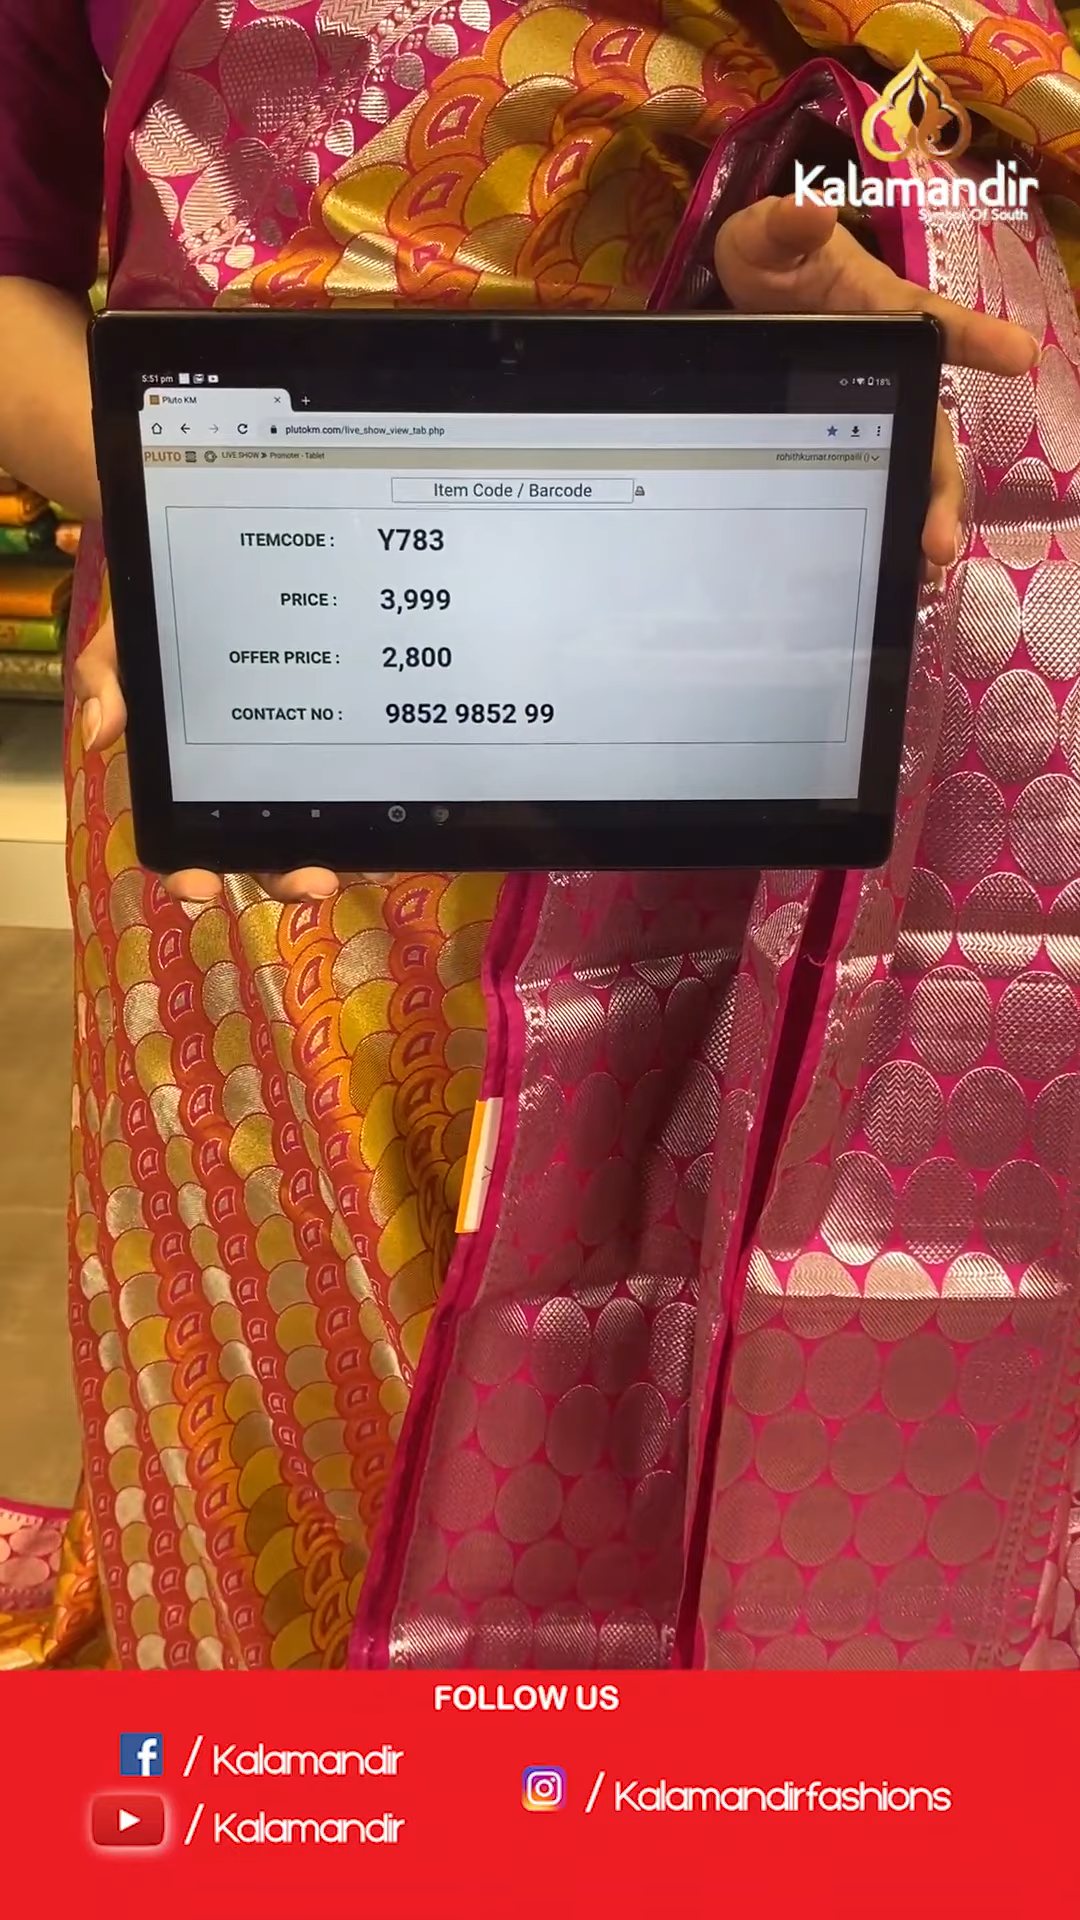 Kalamandir
Symbol Of South
5:51 pm
18%
Pluto KM
plutokm.com/live_show_view_tab.php
PLUTO
LIVE SHOW » Promoter - Tablet
rohithkumar.rompalli ()
Item Code / Barcode
ITEMCODE : Y783
PRICE : 3,999
OFFER PRICE : 2,800
CONTACT NO : 9852 9852 99
FOLLOW US
/ Kalamandir
/ Kalamandirfashions
/ Kalamandir